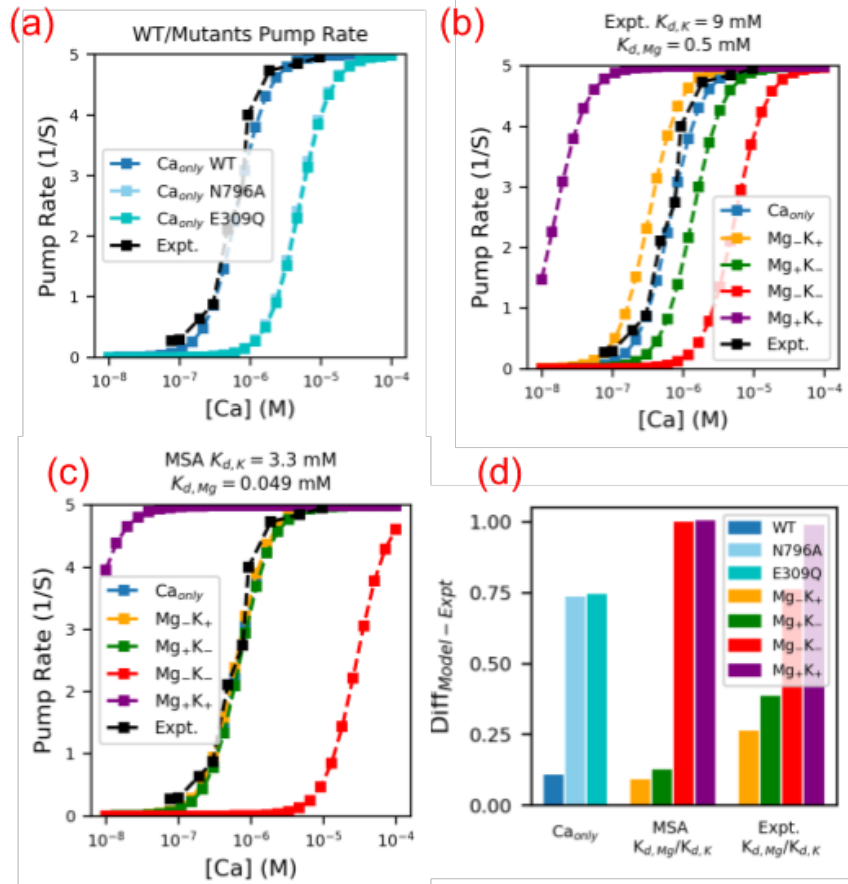 (a)
WT/Mutants Pump Rate
Pump Rate (1/S)
5
4
3
2
1
0
Ca_only WT
Ca_only N796A
Ca_only E309Q
Expt.
10^-8 10^-7 10^-6 10^-5 10^-4
[Ca] (M)
(b)
Expt. K_d,K = 9 mM
K_d,Mg = 0.5 mM
Pump Rate (1/S)
5
4
3
2
1
0
Ca_only
Mg_-K_+
Mg_+K_-
Mg_-K_-
Mg_+K_+
Expt.
10^-8 10^-7 10^-6 10^-5 10^-4
[Ca] (M)
(c)
MSA K_d,K = 3.3 mM
K_d,Mg = 0.049 mM
Pump Rate (1/S)
5
4
3
2
1
0
Ca_only
Mg_-K_+
Mg_+K_-
Mg_-K_-
Mg_+K_+
Expt.
10^-8 10^-7 10^-6 10^-5 10^-4
[Ca] (M)
(d)
Diff_Model-Expt
1.00
0.75
0.50
0.25
0.00
WT
N796A
E309Q
Mg_-K_+
Mg_+K_-
Mg_-K_-
Mg_+K_+
Ca_only
MSA
K_d,Mg/K_d,K
Expt.
K_d,Mg/K_d,K